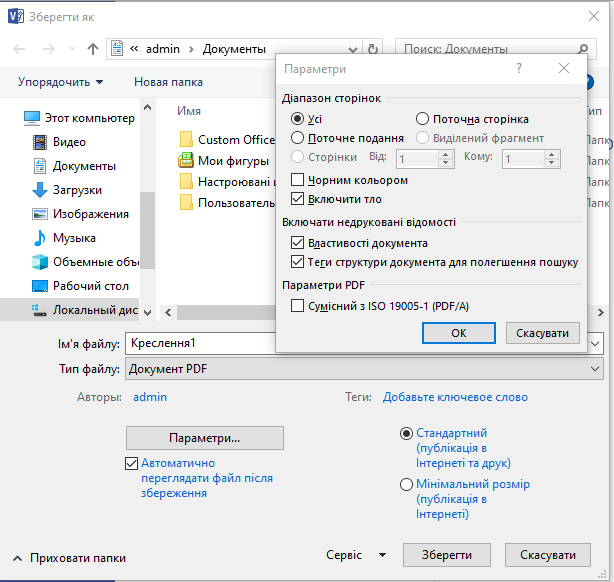 Зберегти як
« admin › Документы
Поиск: Документы
Упорядочить
Новая папка
Этот компьютер
Видео
Документы
Загрузки
Изображения
Музыка
Объемные объ
Рабочий стол
Локальный дис
Имя
Custom Office
Мои фигуры
Настроювані ш
Пользователь
Тип
Папк
Папк
Папк
Папк
Параметри
?
Діапазон сторінок
Усі
Поточна сторінка
Поточне подання
Виділений фрагмент
Сторінки Від: 1 Кому: 1
Чорним кольором
Включити тло
Включати недруковані відомості
Властивості документа
Теги структури документа для полегшення пошуку
Параметри PDF
Сумісний з ISO 19005-1 (PDF/A)
ОК
Скасувати
Ім'я файлу: Креслення1
Тип файлу: Документ PDF
Авторы: admin
Теги: Добавьте ключевое слово
Параметри...
Автоматично
переглядати файл після
збереження
Стандартний
(публікація в
Інтернеті та друк)
Мінімальний розмір
(публікація в
Інтернеті)
Приховати папки
Сервіс
Зберегти
Скасувати